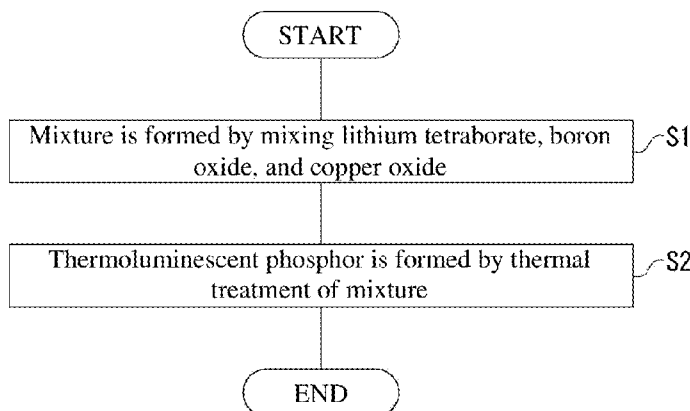 START
Mixture is formed by mixing lithium tetraborate, boron
oxide, and copper oxide
S1
Thermoluminescent phosphor is formed by thermal
treatment of mixture
S2
END